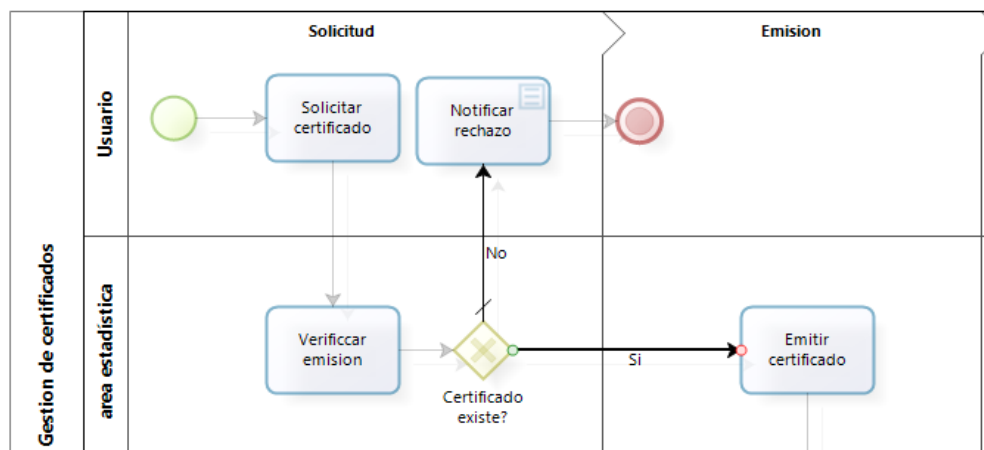 Solicitud
Emision
Gestion de certificados
Usuario
Solicitar
certificado
Notificar
rechazo
No
area estadística
Verificcar
emision
Certificado
existe?
Si
Emitir
certificado